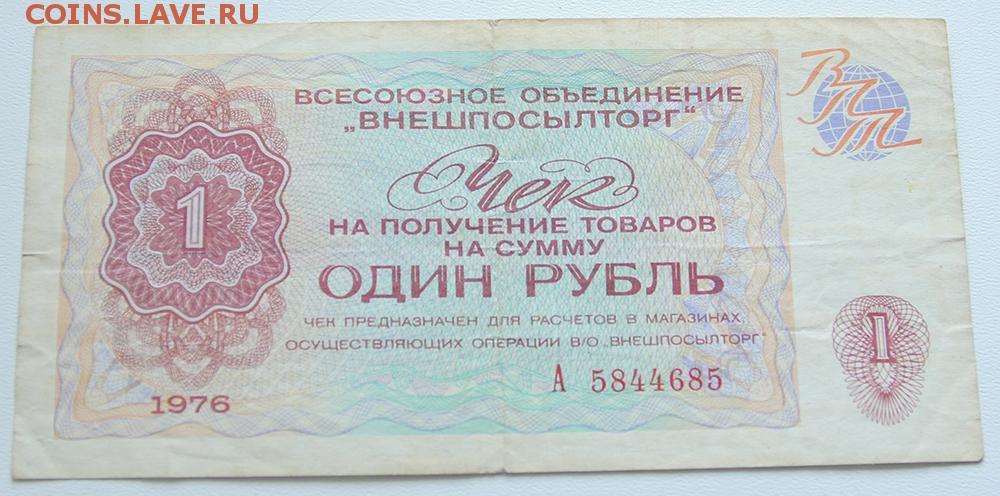 COINS.LAVE.RU
ВСЕСОЮЗНОЕ ОБЪЕДИНЕНИЕ
„ВНЕШПОСЫЛТОРГ“
ВПТ
Чек
НА ПОЛУЧЕНИЕ ТОВАРОВ
НА СУММУ
1
ОДИН РУБЛЬ
ЧЕК ПРЕДНАЗНАЧЕН ДЛЯ РАСЧЕТОВ В МАГАЗИНАХ,
ОСУЩЕСТВЛЯЮЩИХ ОПЕРАЦИИ В/О „ВНЕШПОСЫЛТОРГ“
1
А 5844685
1976